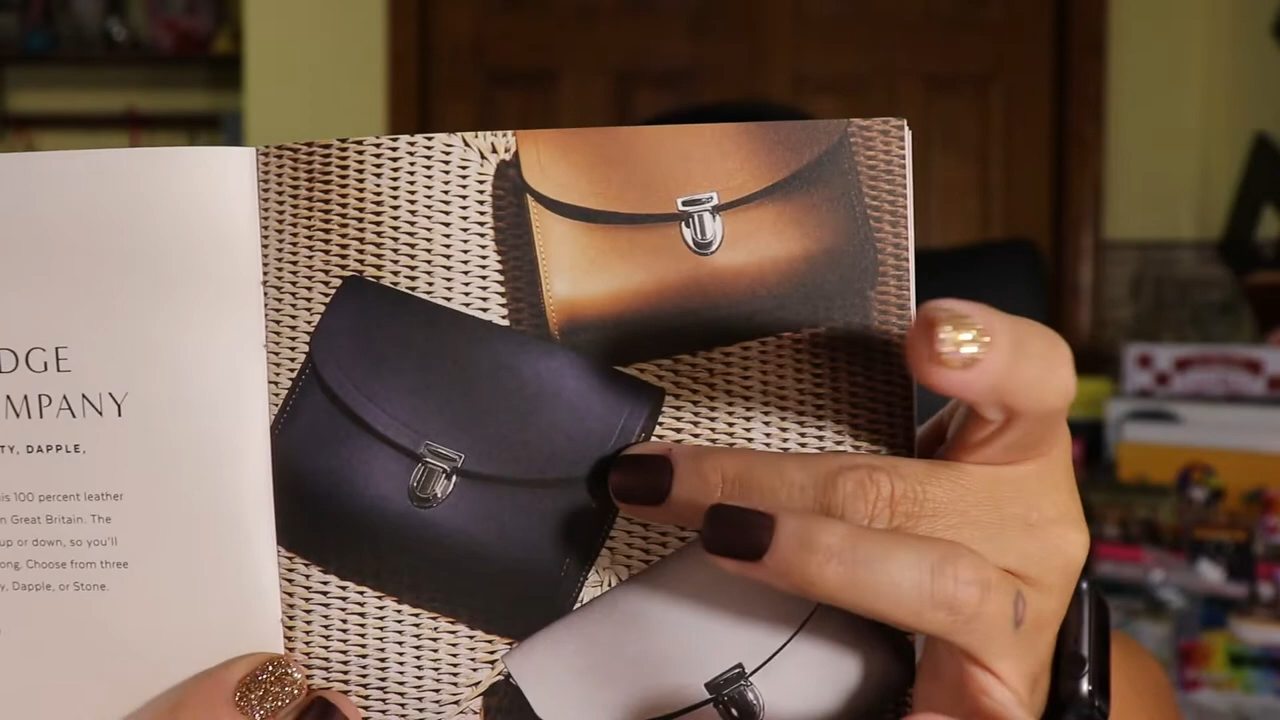 DGE
MPANY
TY, DAPPLE,
is 100 percent leather
n Great Britain. The
up or down, so you'll
ong. Choose from three
y, Dapple, or Stone.